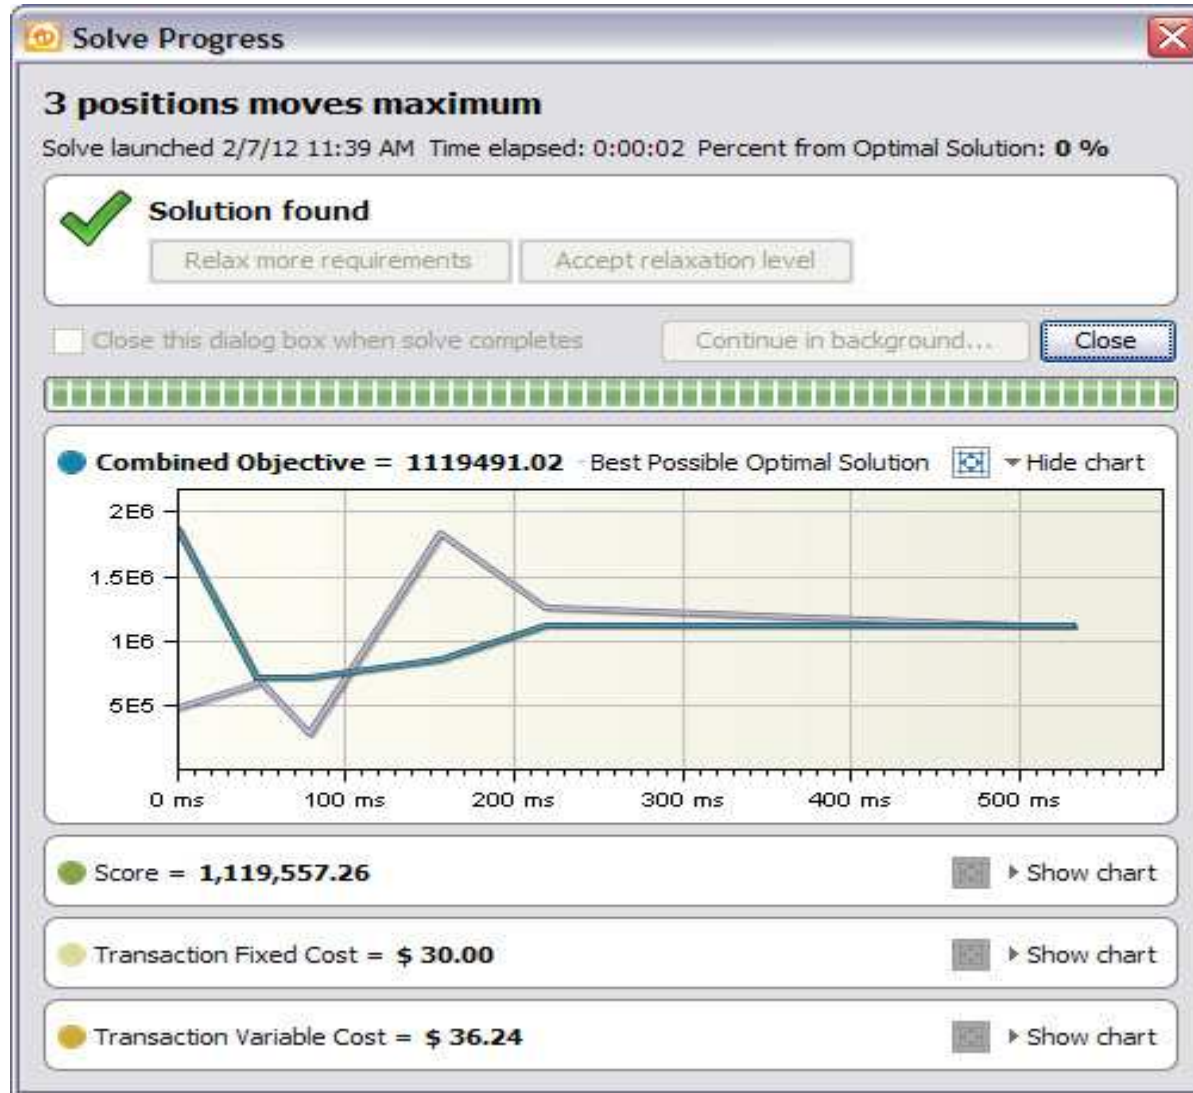 Solve Progress
3 positions moves maximum
Solve launched 2/7/12 11:39 AM Time elapsed: 0:00:02 Percent from Optimal Solution: 0 %
Solution found
Relax more requirements Accept relaxation level
Close this dialog box when solve completes Continue in background... Close
Combined Objective = 1119491.02 - Best Possible Optimal Solution Hide chart
2E6
1.5E6
1E6
5E5
0 ms 100 ms 200 ms 300 ms 400 ms 500 ms
Score = 1,119,557.26 Show chart
Transaction Fixed Cost = $ 30.00 Show chart
Transaction Variable Cost = $ 36.24 Show chart